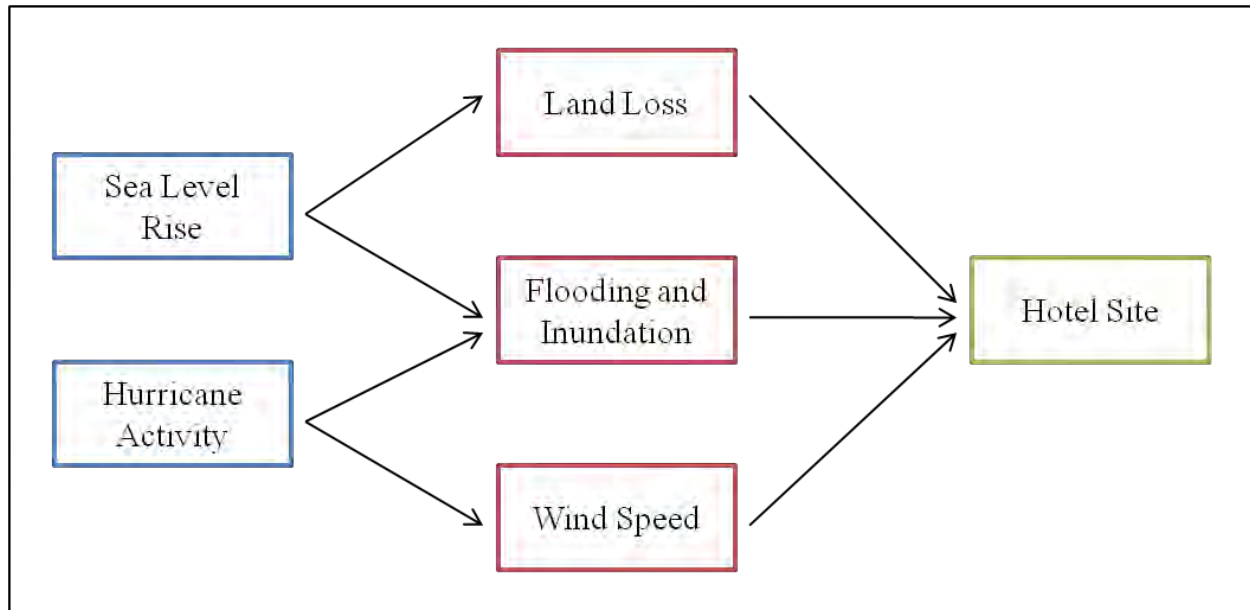 Land Loss
Sea Level
Rise
Flooding and
Inundation
Hotel Site
Hurricane
Activity
Wind Speed